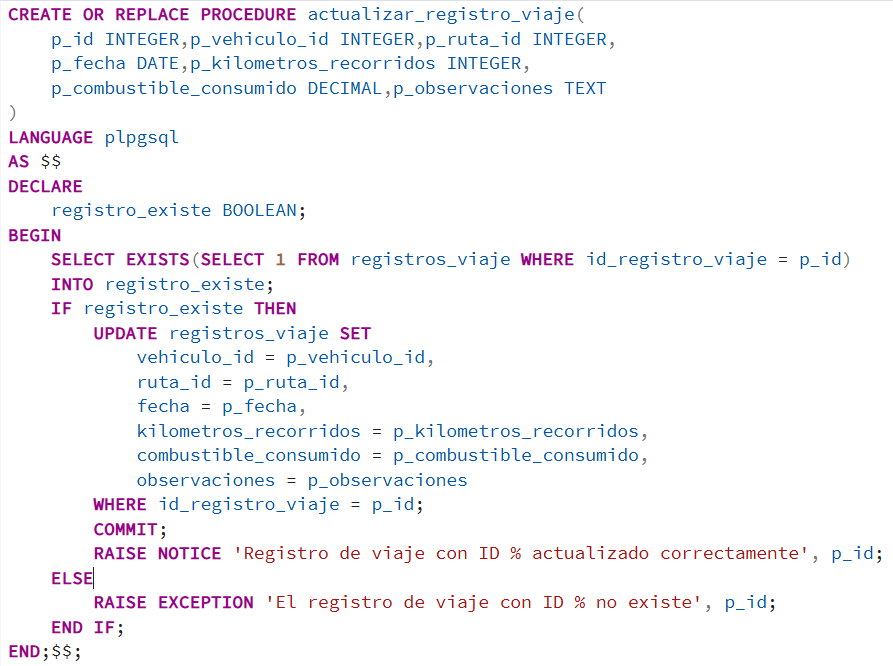 CREATE OR REPLACE PROCEDURE actualizar_registro_viaje(
    p_id INTEGER,p_vehiculo_id INTEGER,p_ruta_id INTEGER,
    p_fecha DATE,p_kilometros_recorridos INTEGER,
    p_combustible_consumido DECIMAL,p_observaciones TEXT
)
LANGUAGE plpgsql
AS $$
DECLARE
    registro_existe BOOLEAN;
BEGIN
    SELECT EXISTS(SELECT 1 FROM registros_viaje WHERE id_registro_viaje = p_id)
    INTO registro_existe;
    IF registro_existe THEN
        UPDATE registros_viaje SET
            vehiculo_id = p_vehiculo_id,
            ruta_id = p_ruta_id,
            fecha = p_fecha,
            kilometros_recorridos = p_kilometros_recorridos,
            combustible_consumido = p_combustible_consumido,
            observaciones = p_observaciones
        WHERE id_registro_viaje = p_id;
        COMMIT;
        RAISE NOTICE 'Registro de viaje con ID % actualizado correctamente', p_id;
    ELSE
        RAISE EXCEPTION 'El registro de viaje con ID % no existe', p_id;
    END IF;
END;$$;